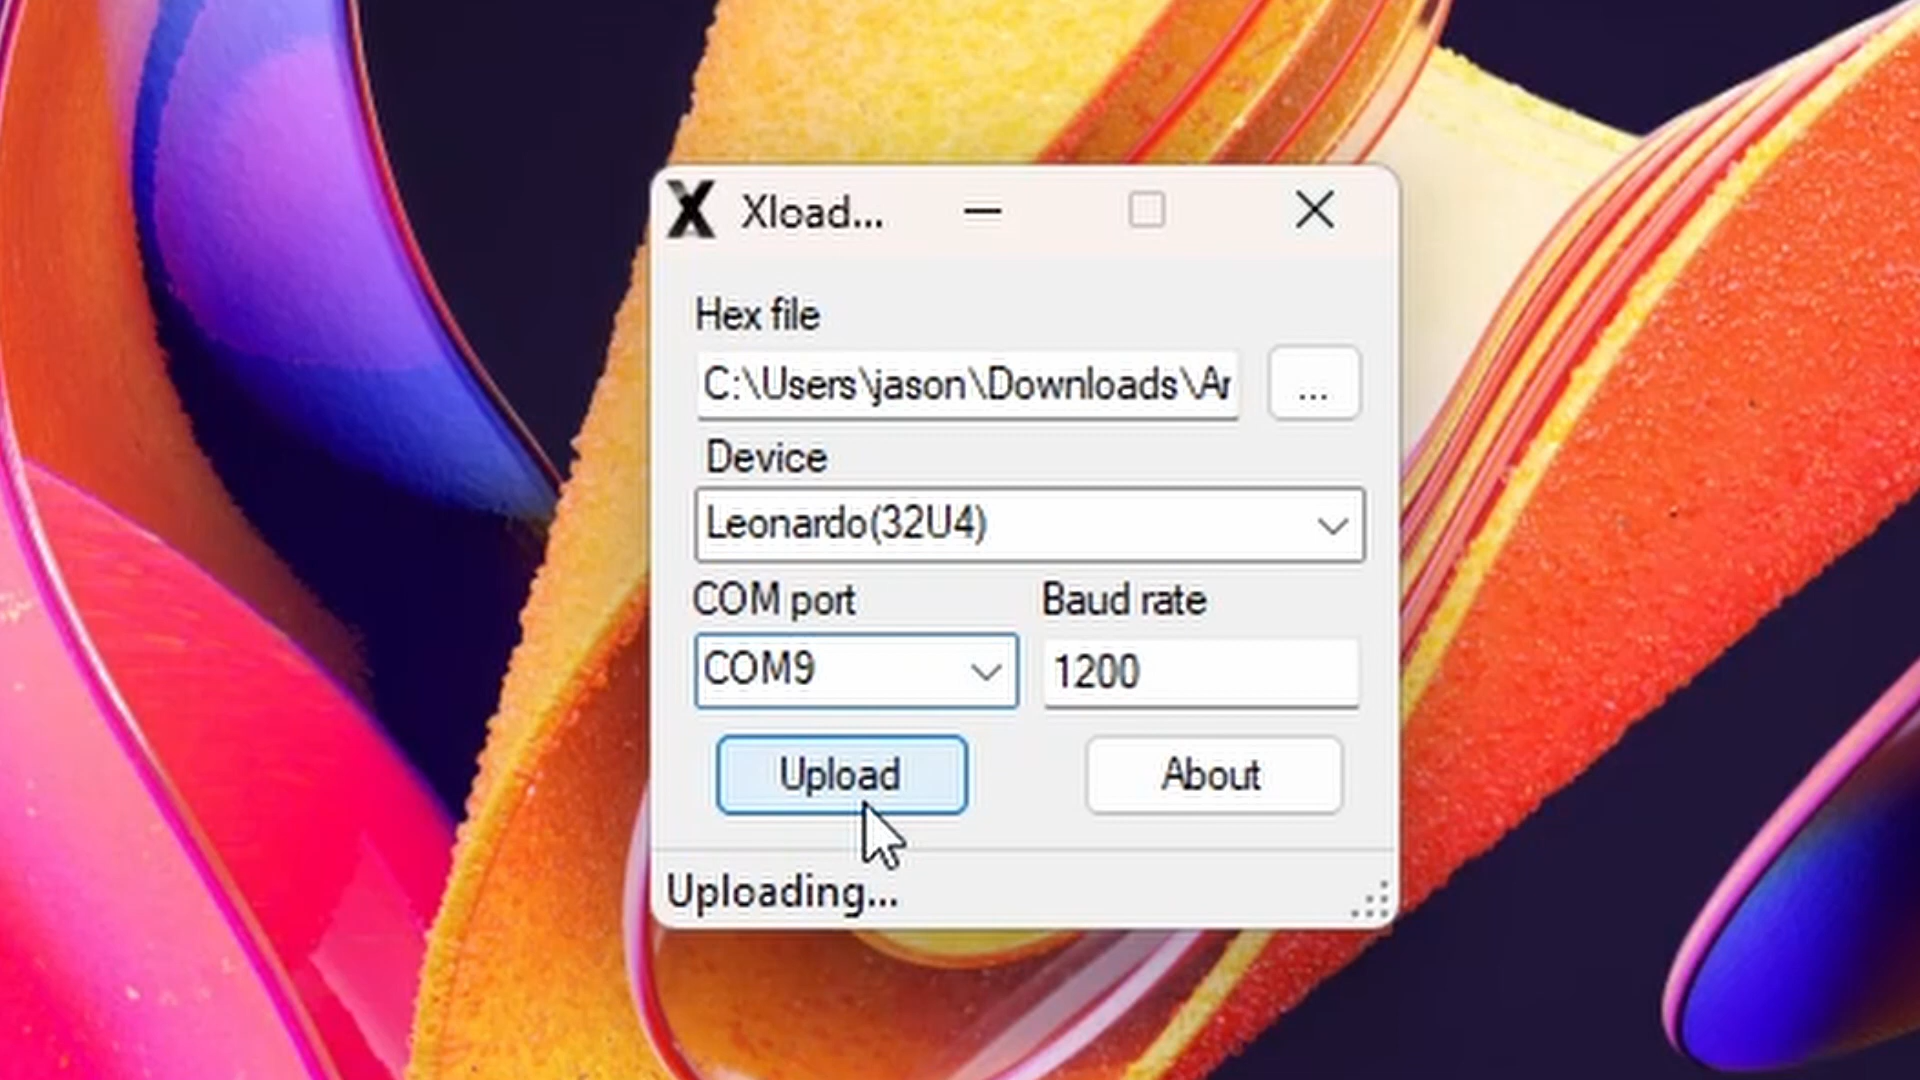 Xload...
Hex file
C:\Users\jason\Downloads\Ar
...
Device
Leonardo(32U4)
COM port Baud rate
COM9 1200
Upload About
Uploading...